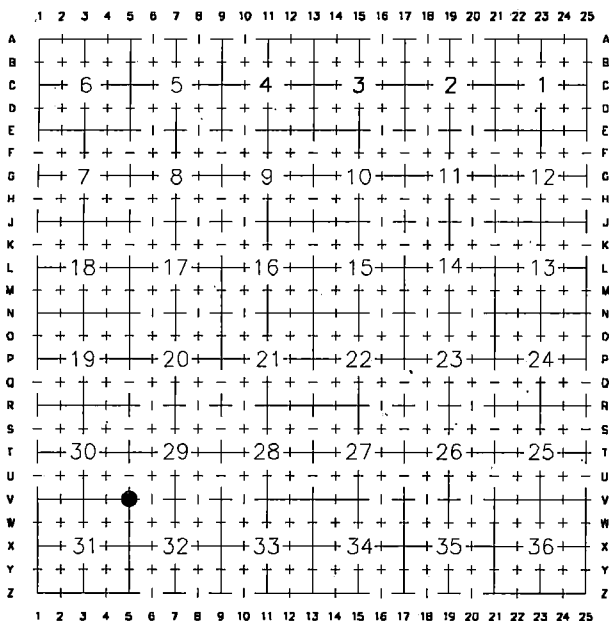 1 2 3 4 5 6 7 8 9 10 11 12 13 14 15 16 17 18 19 20 21 22 23 24 25
A A
B B
C 6 5 4 3 2 1 C
D D
E E
F F
G 7 8 9 10 11 12 G
H H
J J
K K
L 18 17 16 15 14 13 L
M M
N N
O O
P 19 20 21 22 23 24 P
Q Q
R R
S S
T 30 29 28 27 26 25 T
U U
V V
W W
X 31 32 33 34 35 36 X
Y Y
Z Z
1 2 3 4 5 6 7 8 9 10 11 12 13 14 15 16 17 18 19 20 21 22 23 24 25